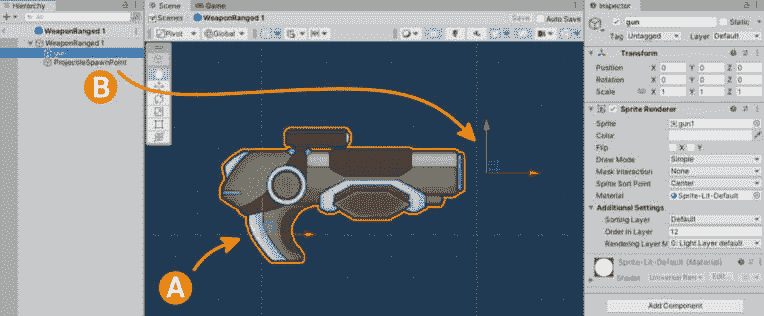 Hierarchy
All
WeaponRanged 1
WeaponRanged 1
gun
ProjectileSpawnPoint
B
A
Scene
Game
Scenes
WeaponRanged 1
Save
Auto Save
Pivot
Global
2D
Inspector
gun
Static
Tag Untagged
Layer Default
Transform
Position X 0 Y 0 Z 0
Rotation X 0 Y 0 Z 0
Scale X 1 Y 1 Z 1
Sprite Renderer
Sprite gun1
Color
Flip X Y
Draw Mode Simple
Mask Interaction None
Sprite Sort Point Center
Material Sprite-Lit-Default
Additional Settings
Sorting Layer Default
Order in Layer 12
Rendering Layer M 0: Light Layer default
Sprite-Lit-Default (Material)
Shader Universal Ren Edit...
Add Component